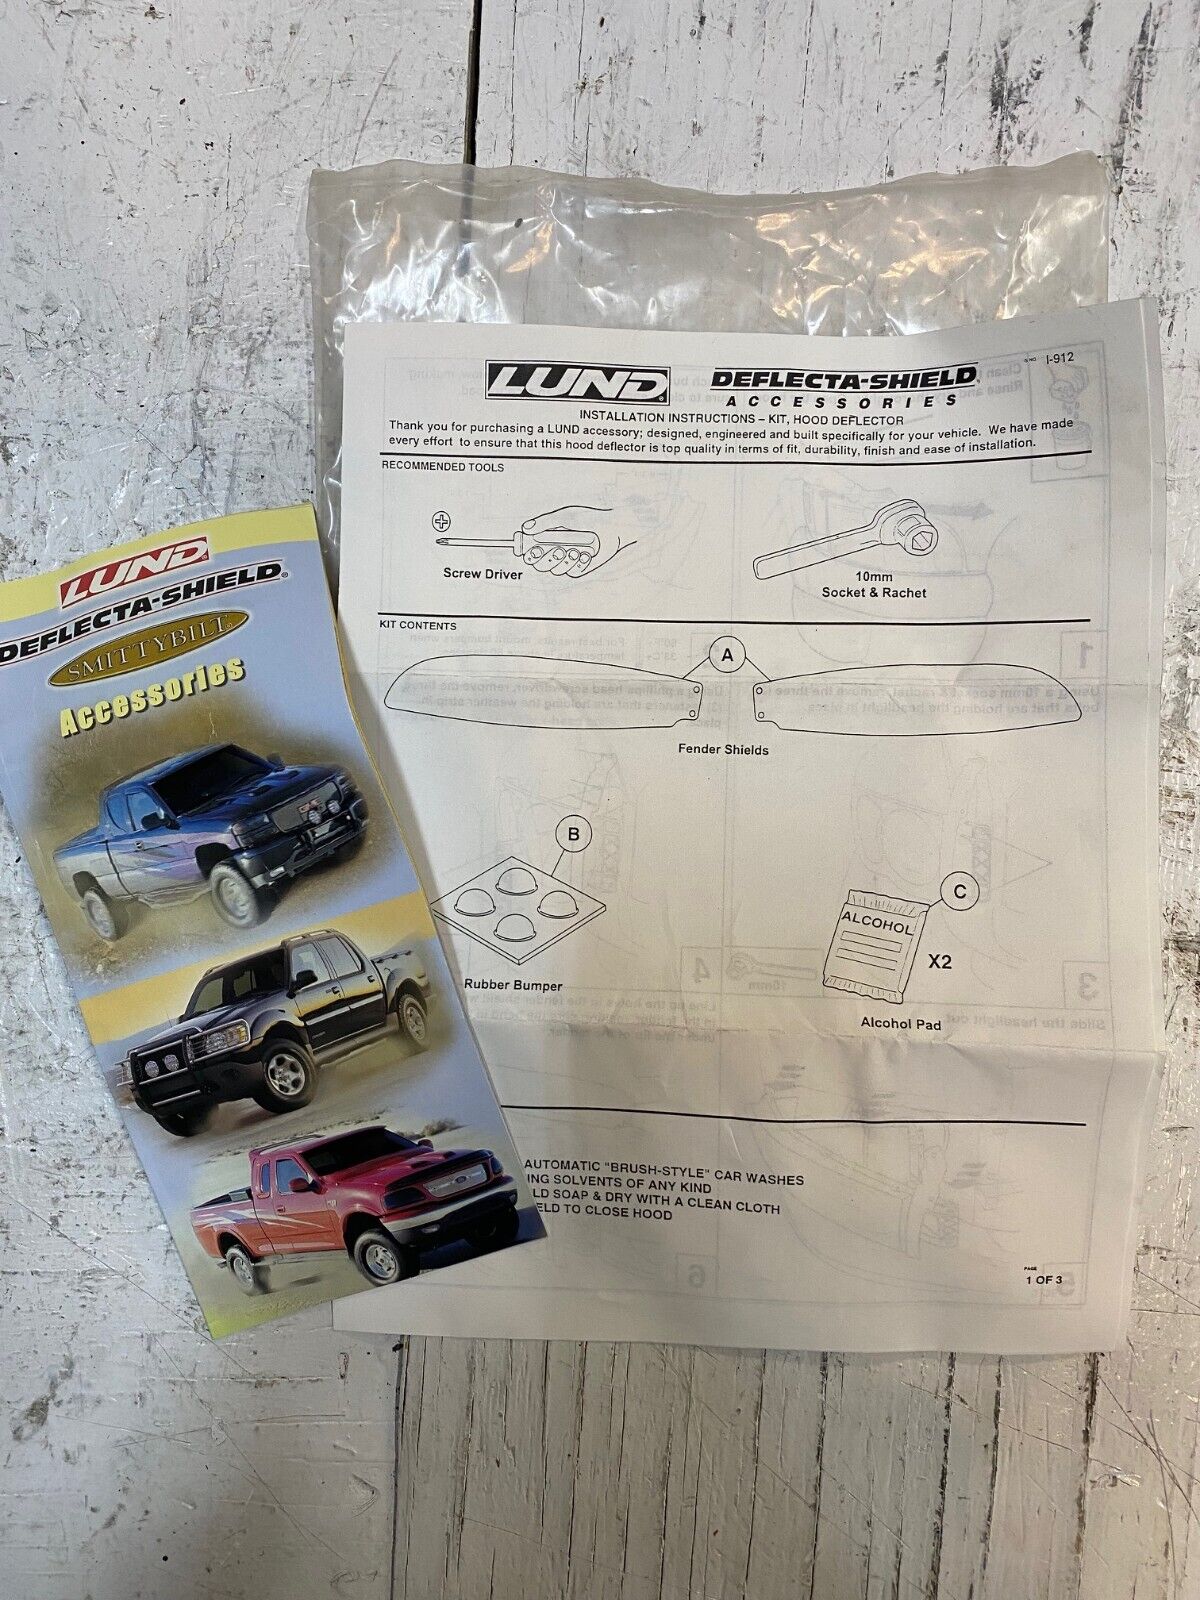 LUND
DEFLECTA-SHIELD
ACCESSORIES
I-912
INSTALLATION INSTRUCTIONS – KIT, HOOD DEFLECTOR
Thank you for purchasing a LUND accessory; designed, engineered and built specifically for your vehicle. We have made
every effort to ensure that this hood deflector is top quality in terms of fit, durability, finish and ease of installation.
RECOMMENDED TOOLS
Screw Driver
10mm
Socket & Rachet
KIT CONTENTS
A
Fender Shields
B
Rubber Bumper
C
ALCOHOL
X2
Alcohol Pad
AUTOMATIC "BRUSH-STYLE" CAR WASHES
ING SOLVENTS OF ANY KIND
LD SOAP & DRY WITH A CLEAN CLOTH
ELD TO CLOSE HOOD
PAGE
1 OF 3
LUND
DEFLECTA-SHIELD
SMITTYBILT
Accessories